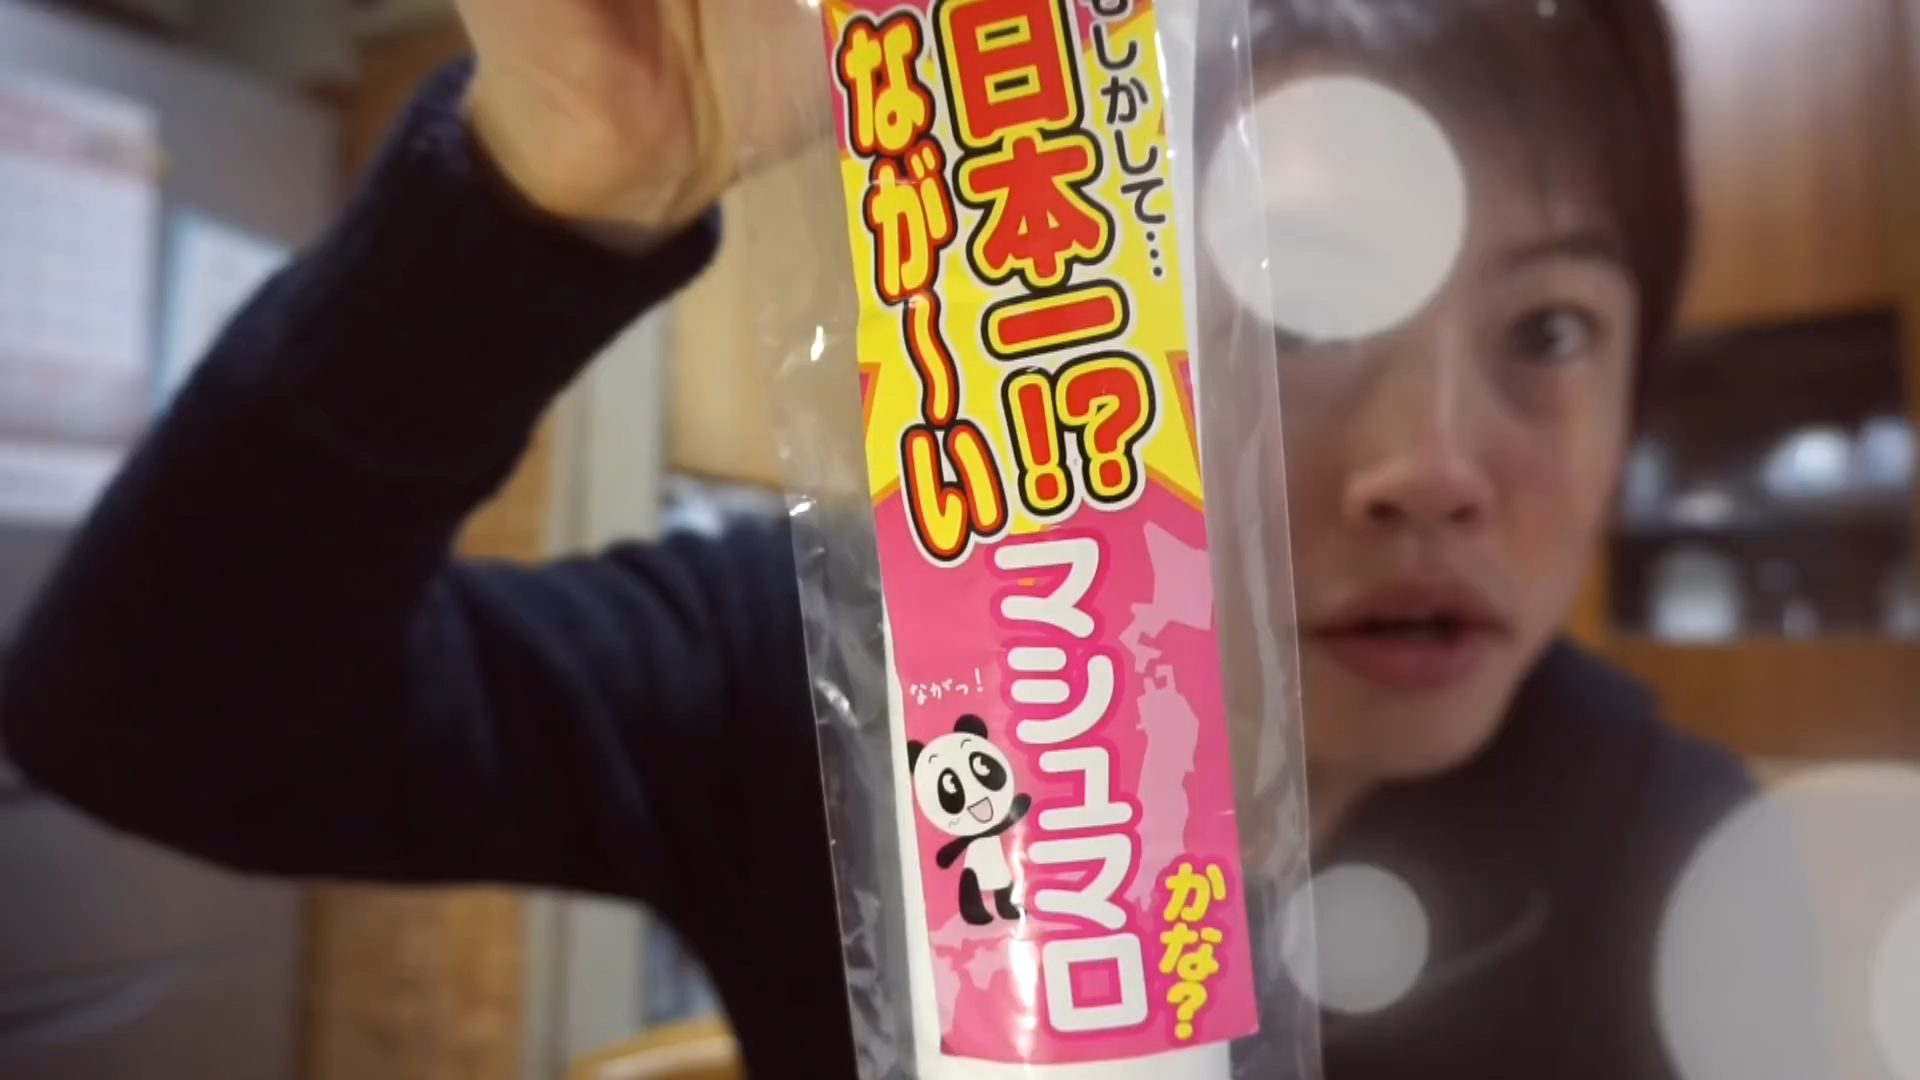 もしかして…
日本一!?
なが〜い
マシュマロ
かな?
ながっ!